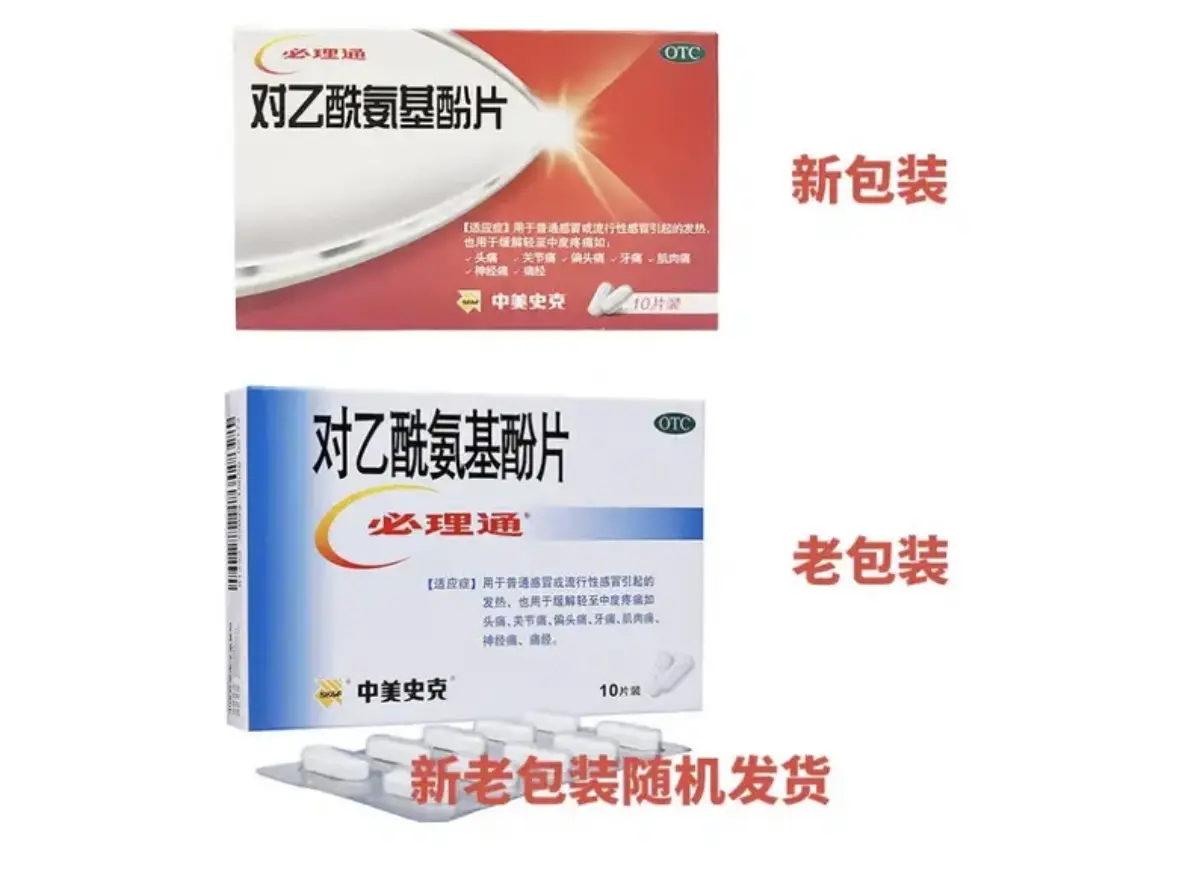 必理通
OTC
对乙酰氨基酚片
新包装
【适应症】用于普通感冒或流行性感冒引起的发热,
也用于缓解轻至中度疼痛如:
✓头痛 ✓关节痛 ✓偏头痛 ✓牙痛 ✓肌肉痛
✓神经痛 ✓痛经
SK&F 中美史克
10片装
对乙酰氨基酚片
OTC
必理通®
老包装
【适应症】用于普通感冒或流行性感冒引起的
发热、也用于缓解轻至中度疼痛如
头痛、关节痛、偏头痛、牙痛、肌肉痛、
神经痛、痛经。
SK&F® 中美史克®
10片装
新老包装随机发货